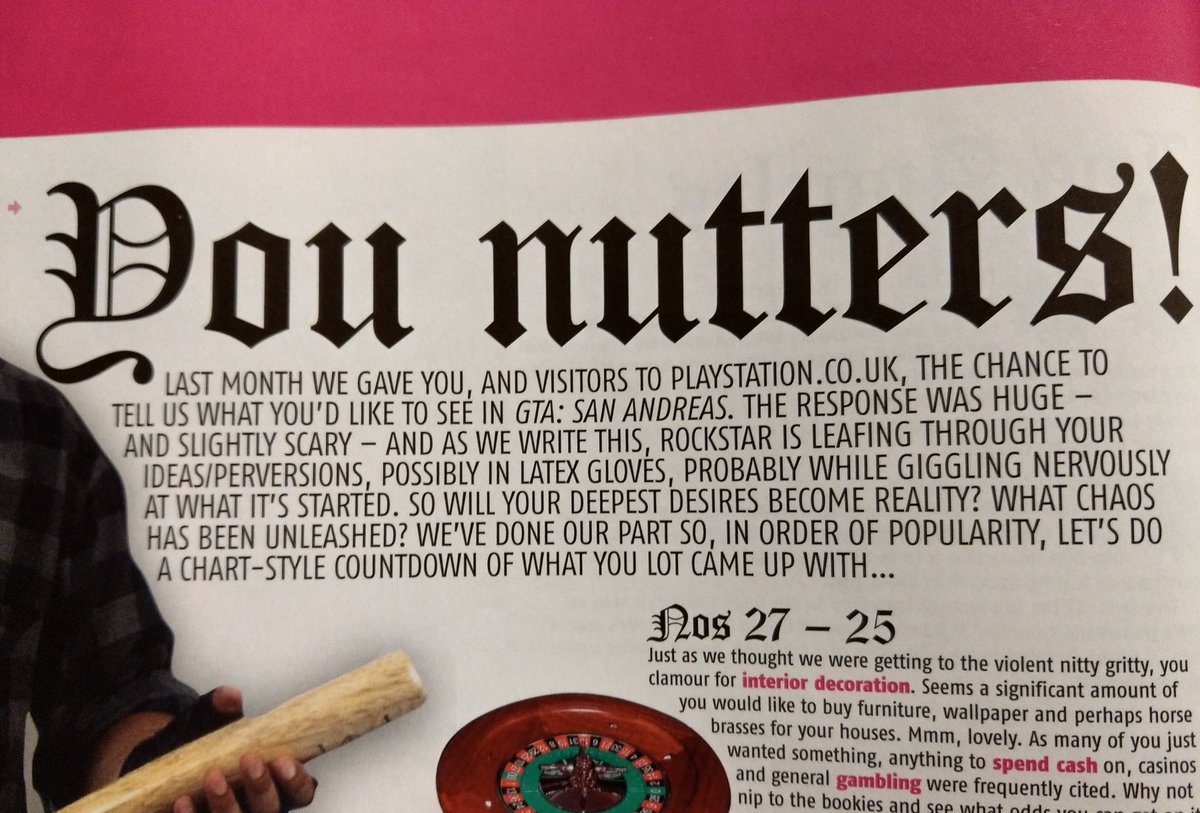 You nutters!
LAST MONTH WE GAVE YOU, AND VISITORS TO PLAYSTATION.CO.UK, THE CHANCE TO
TELL US WHAT YOU'D LIKE TO SEE IN GTA: SAN ANDREAS. THE RESPONSE WAS HUGE –
AND SLIGHTLY SCARY – AND AS WE WRITE THIS, ROCKSTAR IS LEAFING THROUGH YOUR
IDEAS/PERVERSIONS, POSSIBLY IN LATEX GLOVES, PROBABLY WHILE GIGGLING NERVOUSLY
AT WHAT IT'S STARTED. SO WILL YOUR DEEPEST DESIRES BECOME REALITY? WHAT CHAOS
HAS BEEN UNLEASHED? WE'VE DONE OUR PART SO, IN ORDER OF POPULARITY, LET'S DO
A CHART-STYLE COUNTDOWN OF WHAT YOU LOT CAME UP WITH...
Nos 27 – 25
Just as we thought we were getting to the violent nitty gritty, you
clamour for interior decoration. Seems a significant amount of
you would like to buy furniture, wallpaper and perhaps horse
brasses for your houses. Mmm, lovely. As many of you just
wanted something, anything to spend cash on, casinos
and general gambling were frequently cited. Why not
nip to the bookies and see what odds you can get on it